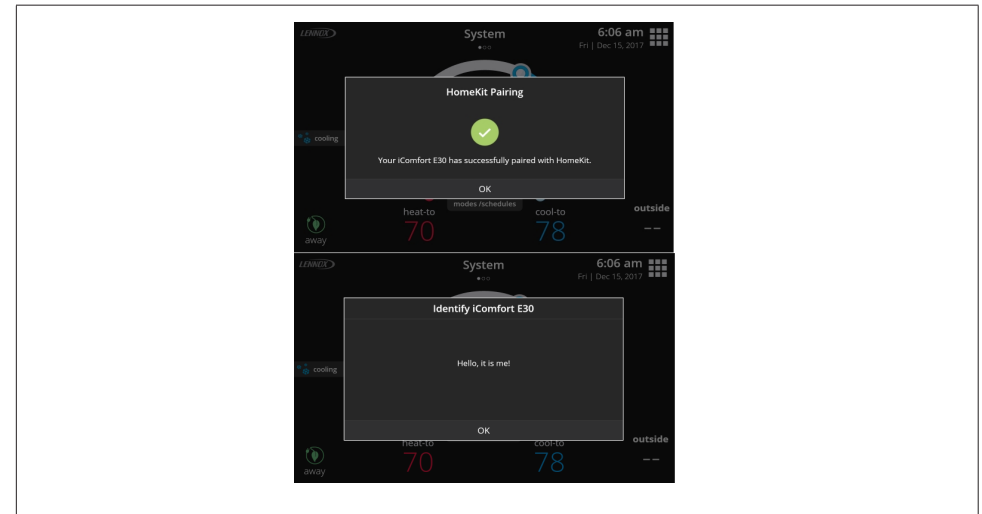 LENNOX
System
6:06 am
Fri | Dec 15, 2017
HomeKit Pairing
cooling
Your iComfort E30 has successfully paired with HomeKit.
OK
modes /schedules
heat-to
cool-to
outside
70
78
--
away
LENNOX
System
6:06 am
Fri | Dec 15, 2017
Identify iComfort E30
Hello, it is me!
cooling
OK
heat-to
cool-to
outside
70
78
--
away